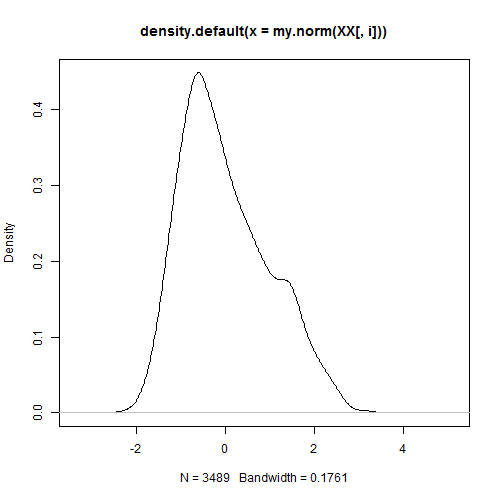 density.default(x = my.norm(XX[, i]))
Density
0.4
0.3
0.2
0.1
0.0
-2 0 2 4
N = 3489 Bandwidth = 0.1761